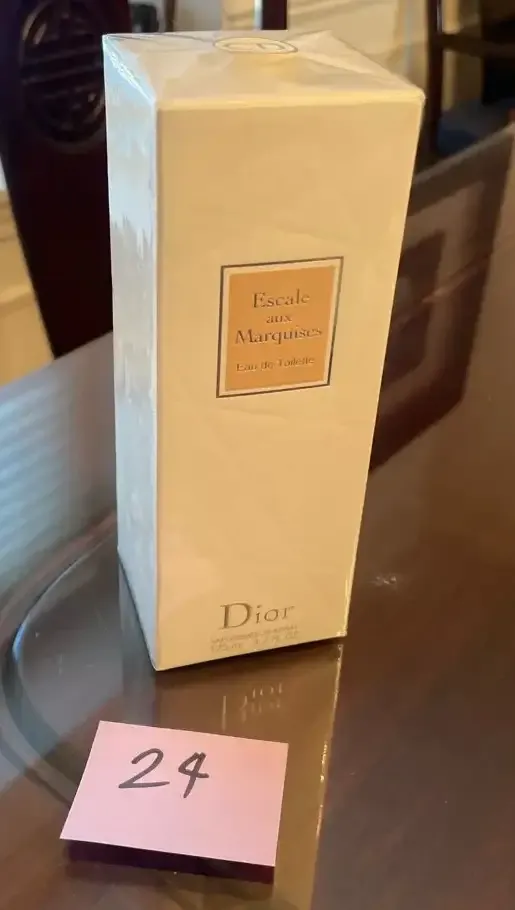 Escale
aux
Marquises
Eau de Toilette
Dior
24